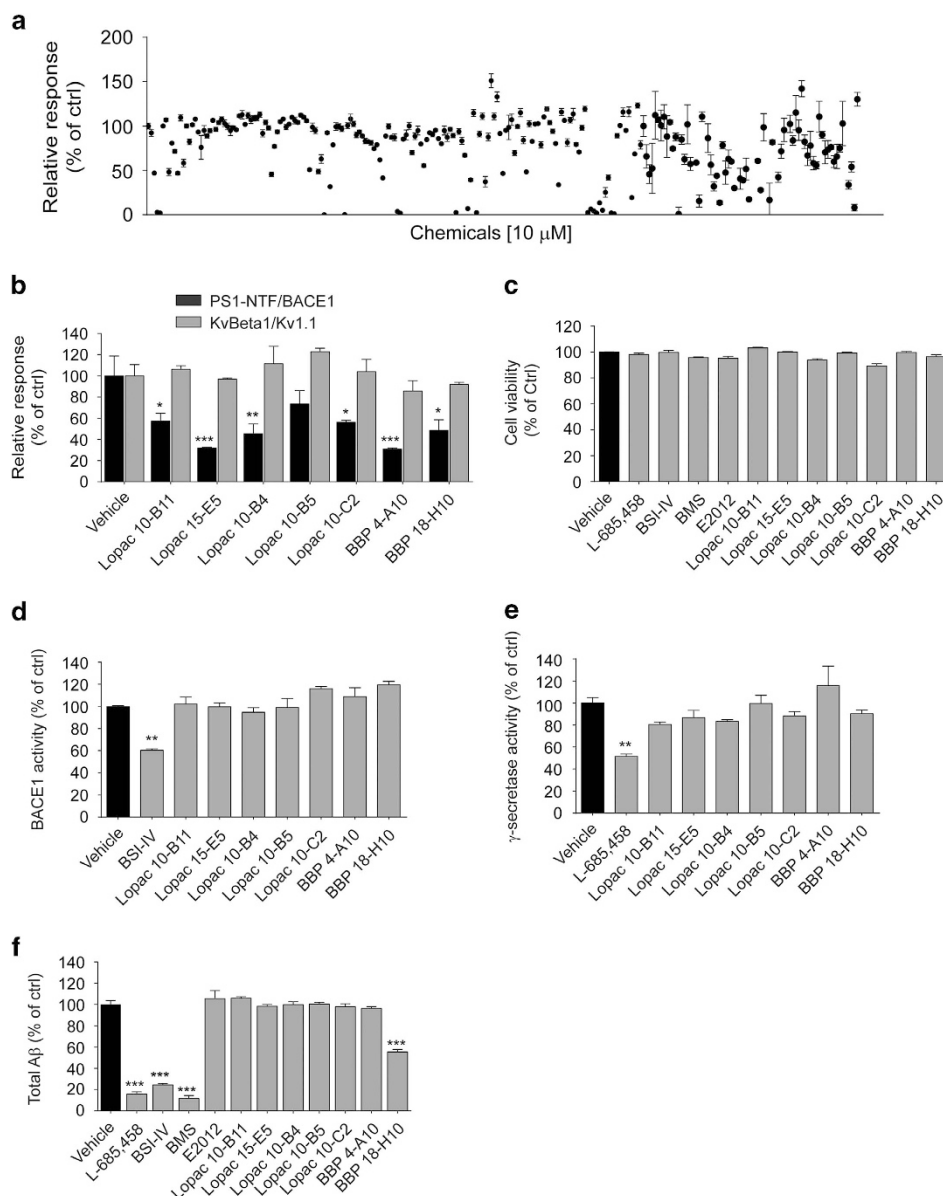 a
200
150
100
50
0
Relative response
(% of ctrl)
Chemicals [10 μM]
b
PS1-NTF/BACE1
KvBeta1/Kv1.1
140
120
100
80
60
40
20
0
Relative response
(% of ctrl)
*
***
**
*
***
*
Vehicle
Lopac 10-B11
Lopac 15-E5
Lopac 10-B4
Lopac 10-B5
Lopac 10-C2
BBP 4-A10
BBP 18-H10
c
120
100
80
60
40
20
0
Cell viability
(% of Ctrl)
Vehicle
L-685,458
BSI-IV
BMS
E2012
Lopac 10-B11
Lopac 15-E5
Lopac 10-B4
Lopac 10-B5
Lopac 10-C2
BBP 4-A10
BBP 18-H10
d
140
120
100
80
60
40
20
0
BACE1 activity (% of ctrl)
**
Vehicle
BSI-IV
Lopac 10-B11
Lopac 15-E5
Lopac 10-B4
Lopac 10-B5
Lopac 10-C2
BBP 4-A10
BBP 18-H10
e
140
120
100
80
60
40
20
0
γ-secretase activity (% of ctrl)
**
Vehicle
L-685,458
Lopac 10-B11
Lopac 15-E5
Lopac 10-B4
Lopac 10-B5
Lopac 10-C2
BBP 4-A10
BBP 18-H10
f
140
120
100
80
60
40
20
0
Total Aβ (% of ctrl)
***
***
***
***
Vehicle
L-685,458
BSI-IV
BMS
E2012
Lopac 10-B11
Lopac 15-E5
Lopac 10-B4
Lopac 10-B5
Lopac 10-C2
BBP 4-A10
BBP 18-H10